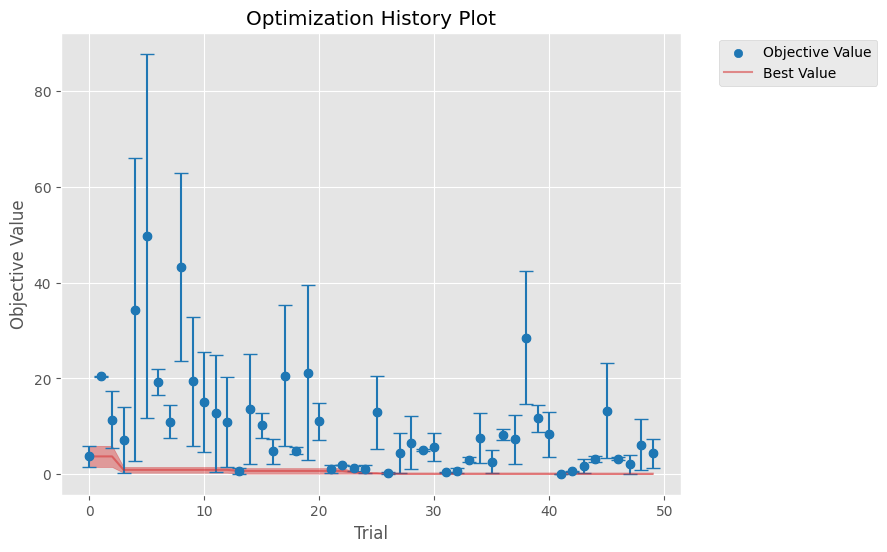 Optimization History Plot
Objective Value
Best Value
Objective Value
80
60
40
20
0
0 10 20 30 40 50
Trial